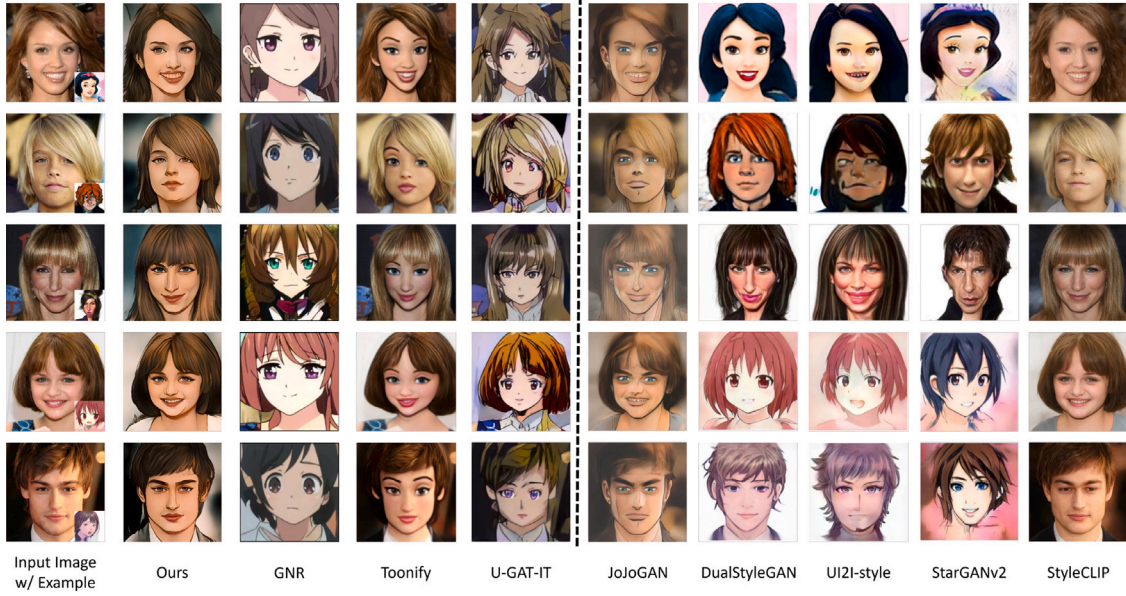 Input Image
w/ Example
Ours
GNR
Toonify
U-GAT-IT
JoJoGAN
DualStyleGAN
UI2I-style
StarGANv2
StyleCLIP